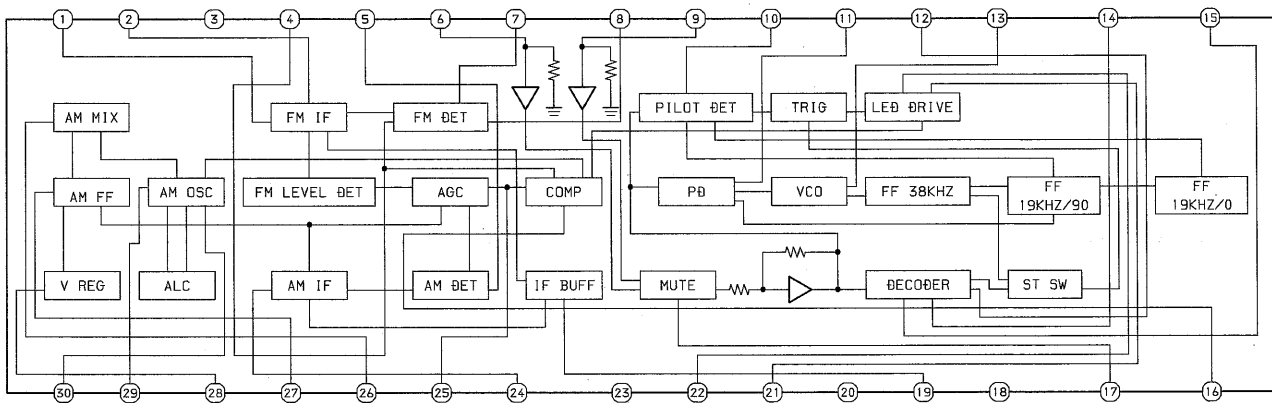 1 2 3 4 5 6 7 8 9 10 11 12 13 14 15
PILOT DET TRIG LED DRIVE
AM MIX FM IF FM DET
AM FF AM OSC FM LEVEL DET AGC COMP PD VCO FF 38KHZ FF FF
19KHZ/90 19KHZ/0
V REG ALC AM IF AM DET IF BUFF MUTE DECODER ST SW
30 29 28 27 26 25 24 23 22 21 20 19 18 17 16